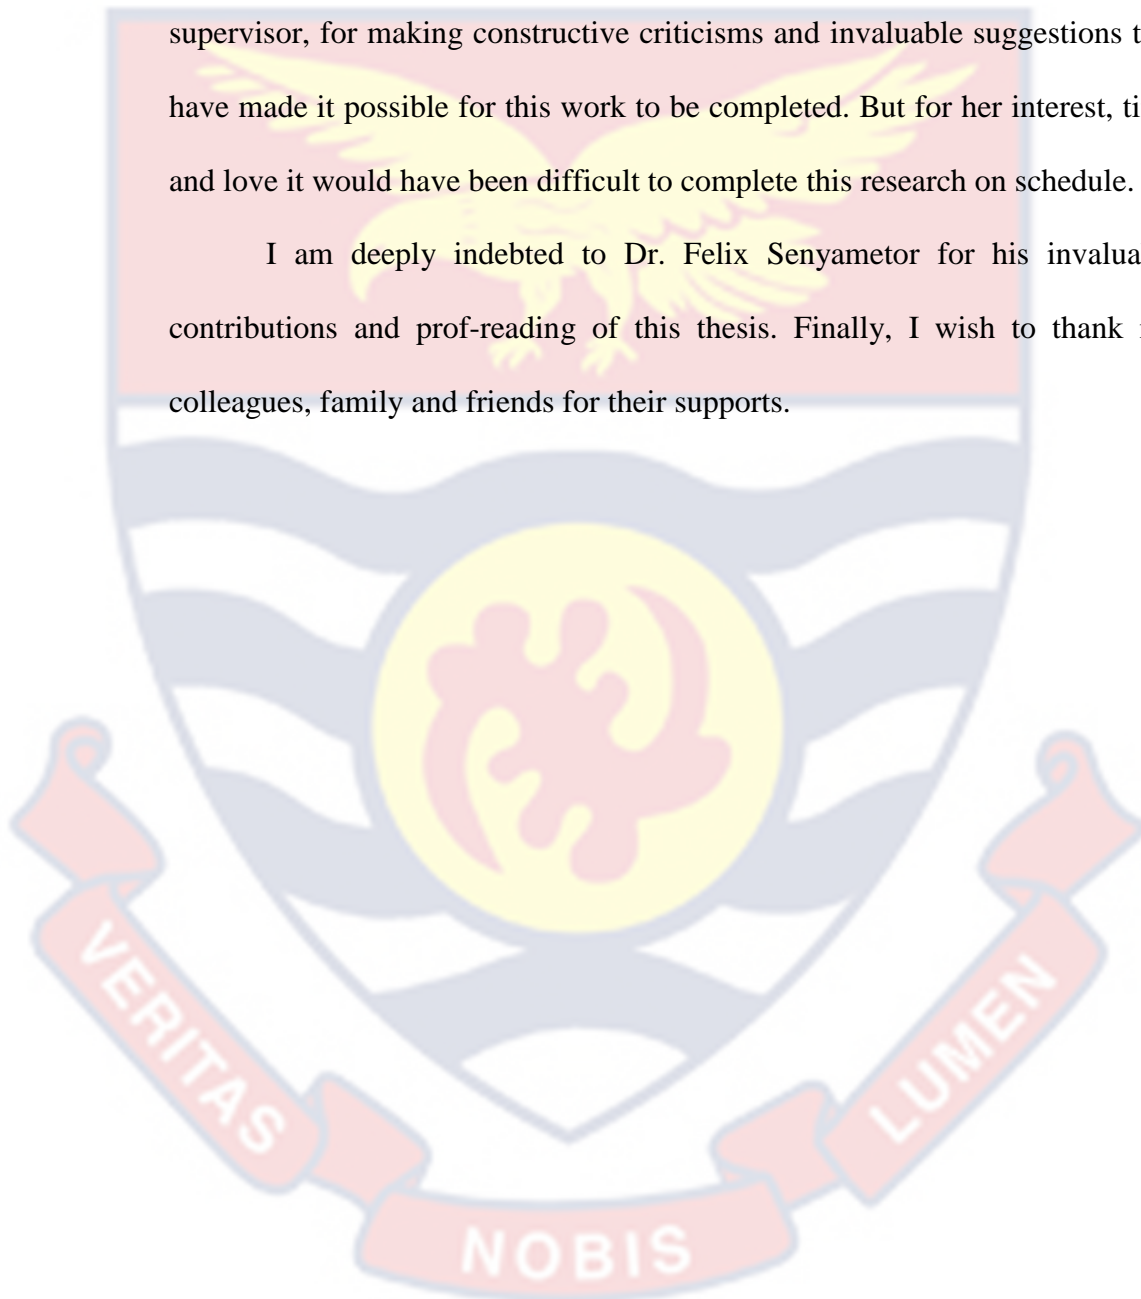 supervisor, for making constructive criticisms and invaluable suggestions t
have made it possible for this work to be completed. But for her interest, ti
and love it would have been difficult to complete this research on schedule.
I am deeply indebted to Dr. Felix Senyametor for his invalua
contributions and prof-reading of this thesis. Finally, I wish to thank
colleagues, family and friends for their supports.
VERITAS
NOBIS
LUMEN